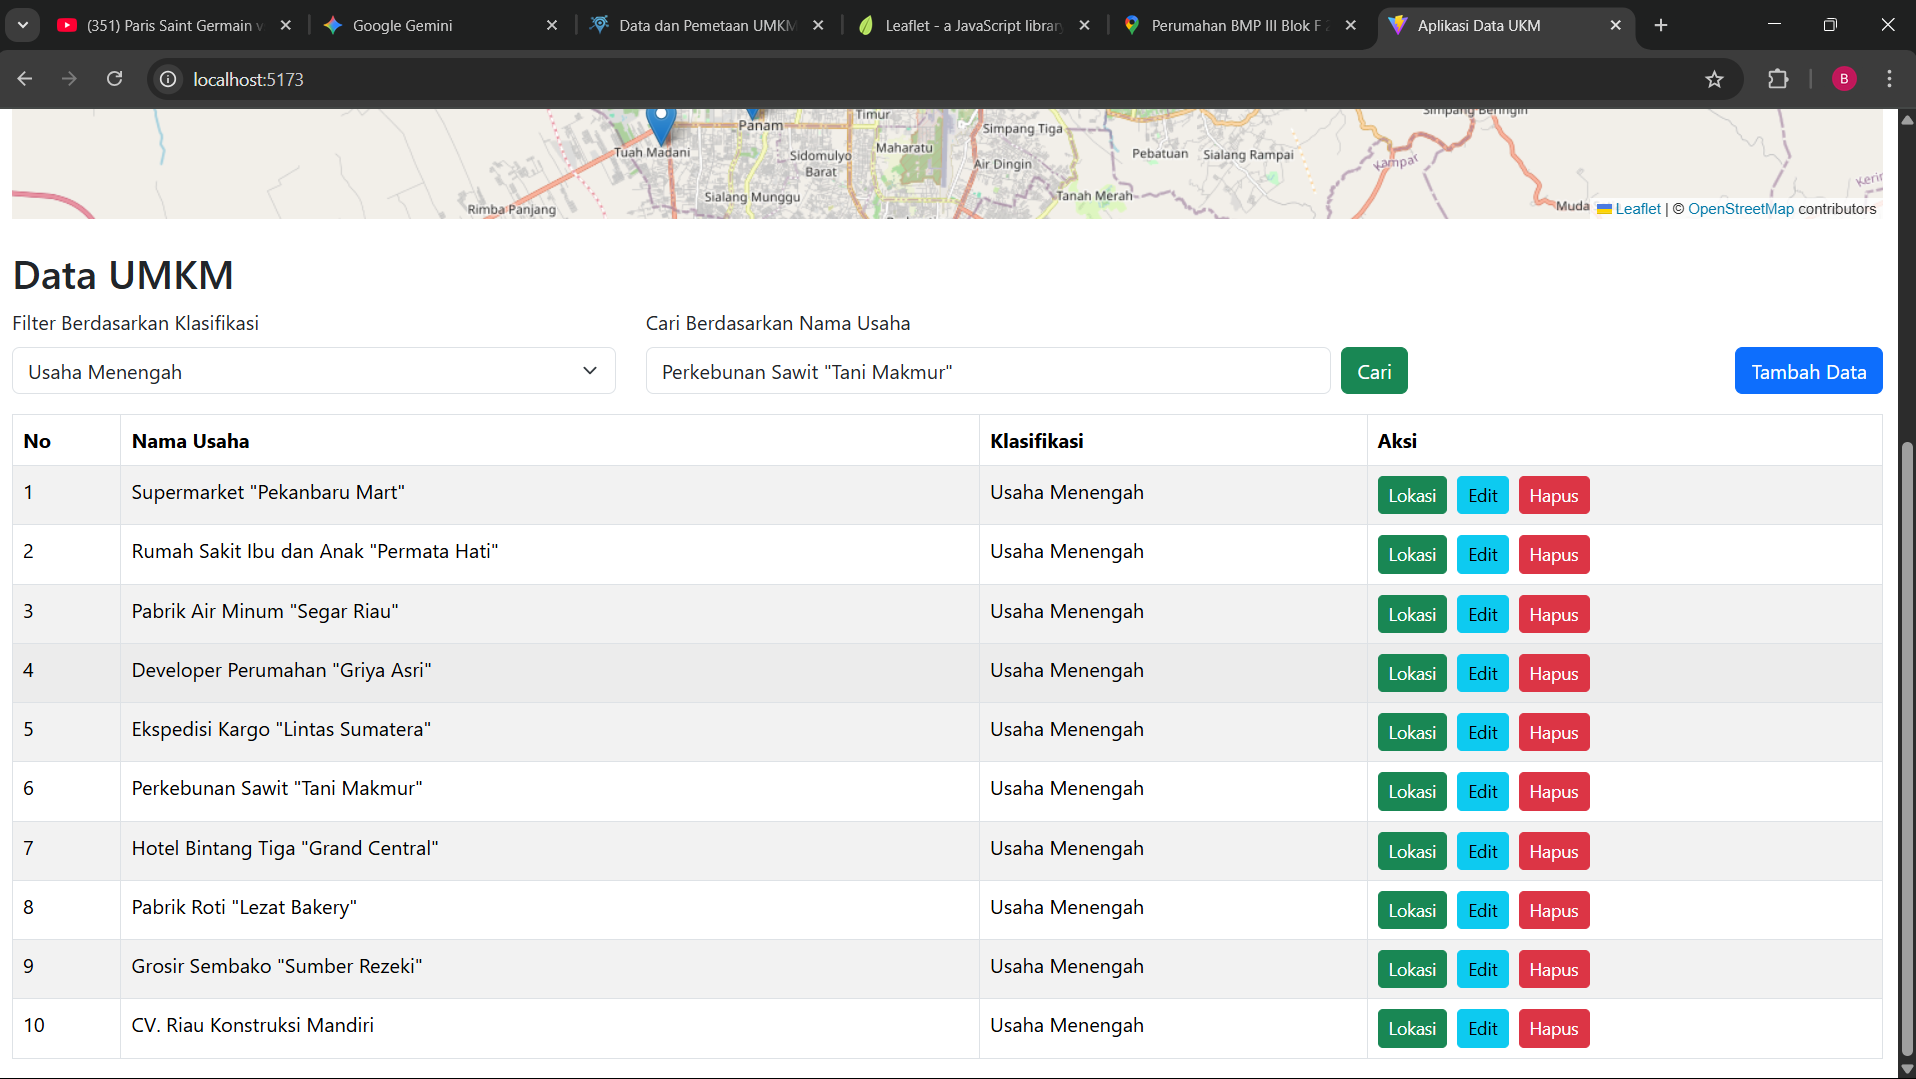 (351) Paris Saint Germain v
Google Gemini
Data dan Pemetaan UMKM
Leaflet - a JavaScript library
Perumahan BMP III Blok F 2
Aplikasi Data UKM
localhost:5173
B
Panam
Timur
Simpang Tiga
Simpang Beringin
Tuah Madani
Sidomulyo
Barat
Maharatu
Air Dingin
Pebatuan
Sialang Rampai
Kampar
Sialang Munggu
Tanah Merah
Rimba Panjang
Muda
Leaflet | © OpenStreetMap contributors
Data UMKM
Filter Berdasarkan Klasifikasi
Cari Berdasarkan Nama Usaha
Usaha Menengah
Perkebunan Sawit "Tani Makmur"
Cari
Tambah Data
No Nama Usaha Klasifikasi Aksi
1 Supermarket "Pekanbaru Mart" Usaha Menengah Lokasi Edit Hapus
2 Rumah Sakit Ibu dan Anak "Permata Hati" Usaha Menengah Lokasi Edit Hapus
3 Pabrik Air Minum "Segar Riau" Usaha Menengah Lokasi Edit Hapus
4 Developer Perumahan "Griya Asri" Usaha Menengah Lokasi Edit Hapus
5 Ekspedisi Kargo "Lintas Sumatera" Usaha Menengah Lokasi Edit Hapus
6 Perkebunan Sawit "Tani Makmur" Usaha Menengah Lokasi Edit Hapus
7 Hotel Bintang Tiga "Grand Central" Usaha Menengah Lokasi Edit Hapus
8 Pabrik Roti "Lezat Bakery" Usaha Menengah Lokasi Edit Hapus
9 Grosir Sembako "Sumber Rezeki" Usaha Menengah Lokasi Edit Hapus
10 CV. Riau Konstruksi Mandiri Usaha Menengah Lokasi Edit Hapus